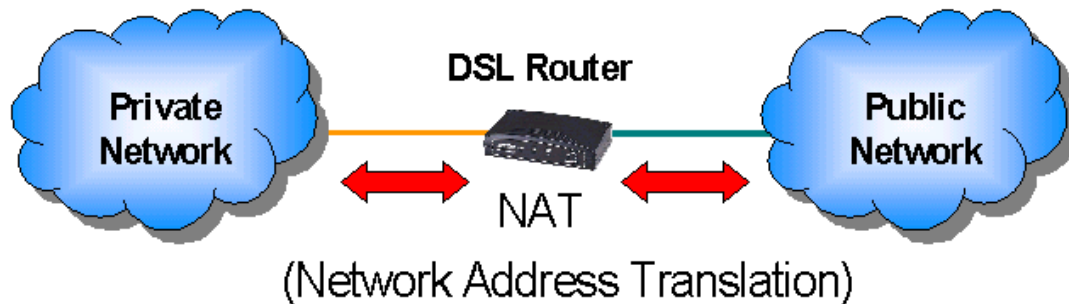 DSL Router
Private
Network
Public
Network
NAT
(Network Address Translation)